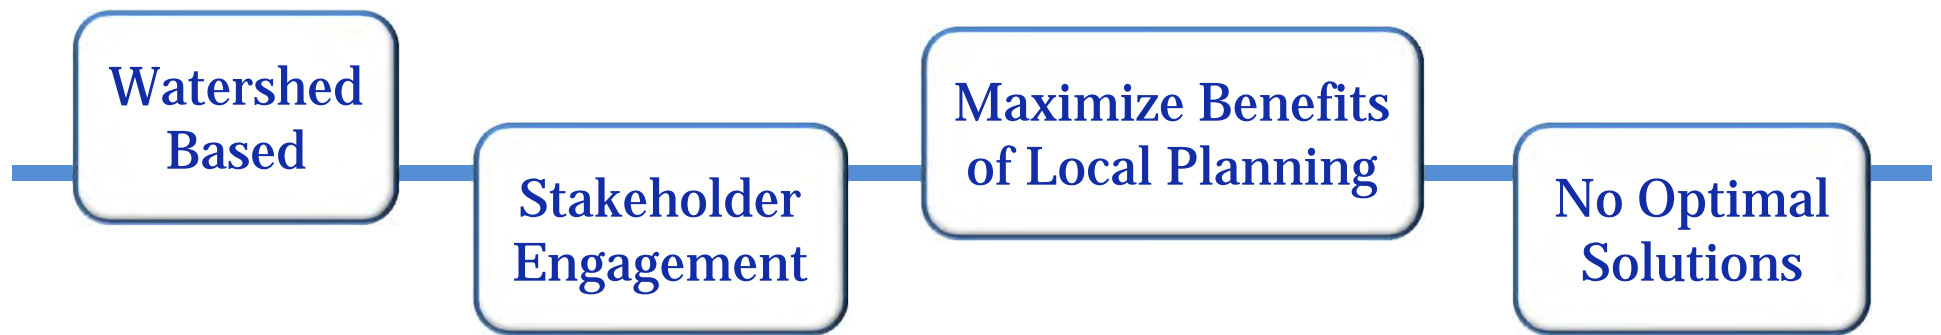 Watershed
Based
Stakeholder
Engagement
Maximize Benefits
of Local Planning
No Optimal
Solutions